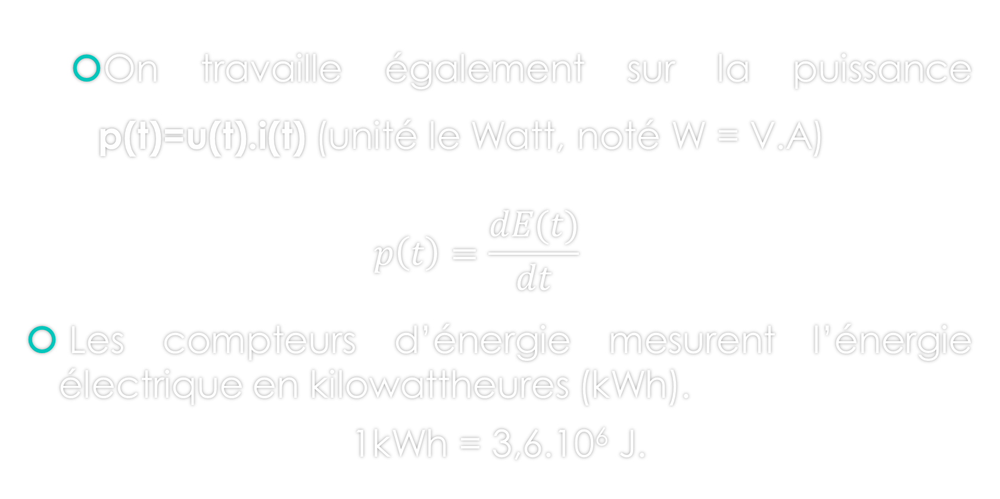 On travaille également sur la puissance
p(t)=u(t).i(t) (unité le Watt, noté W = V.A)
p(t) = dE(t)/dt
Les compteurs d’énergie mesurent l’énergie
électrique en kilowattheures (kWh).
1kWh = 3,6.10⁶ J.